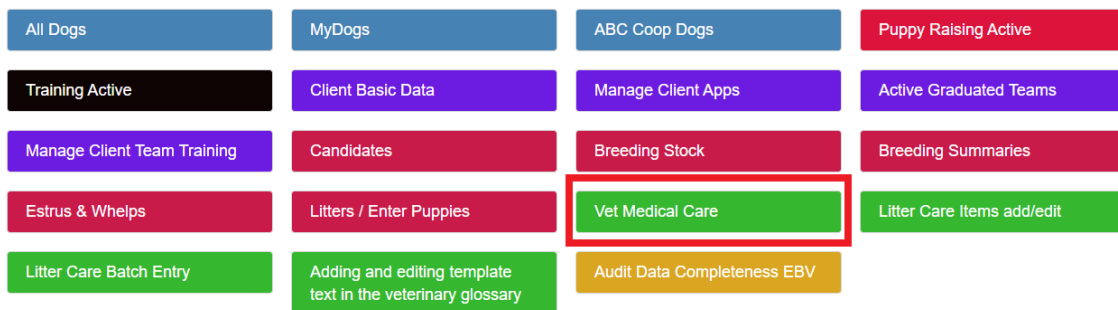 All Dogs
MyDogs
ABC Coop Dogs
Puppy Raising Active
Training Active
Client Basic Data
Manage Client Apps
Active Graduated Teams
Manage Client Team Training
Candidates
Breeding Stock
Breeding Summaries
Estrus & Whelps
Litters / Enter Puppies
Vet Medical Care
Litter Care Items add/edit
Litter Care Batch Entry
Adding and editing template
text in the veterinary glossary
Audit Data Completeness EBV